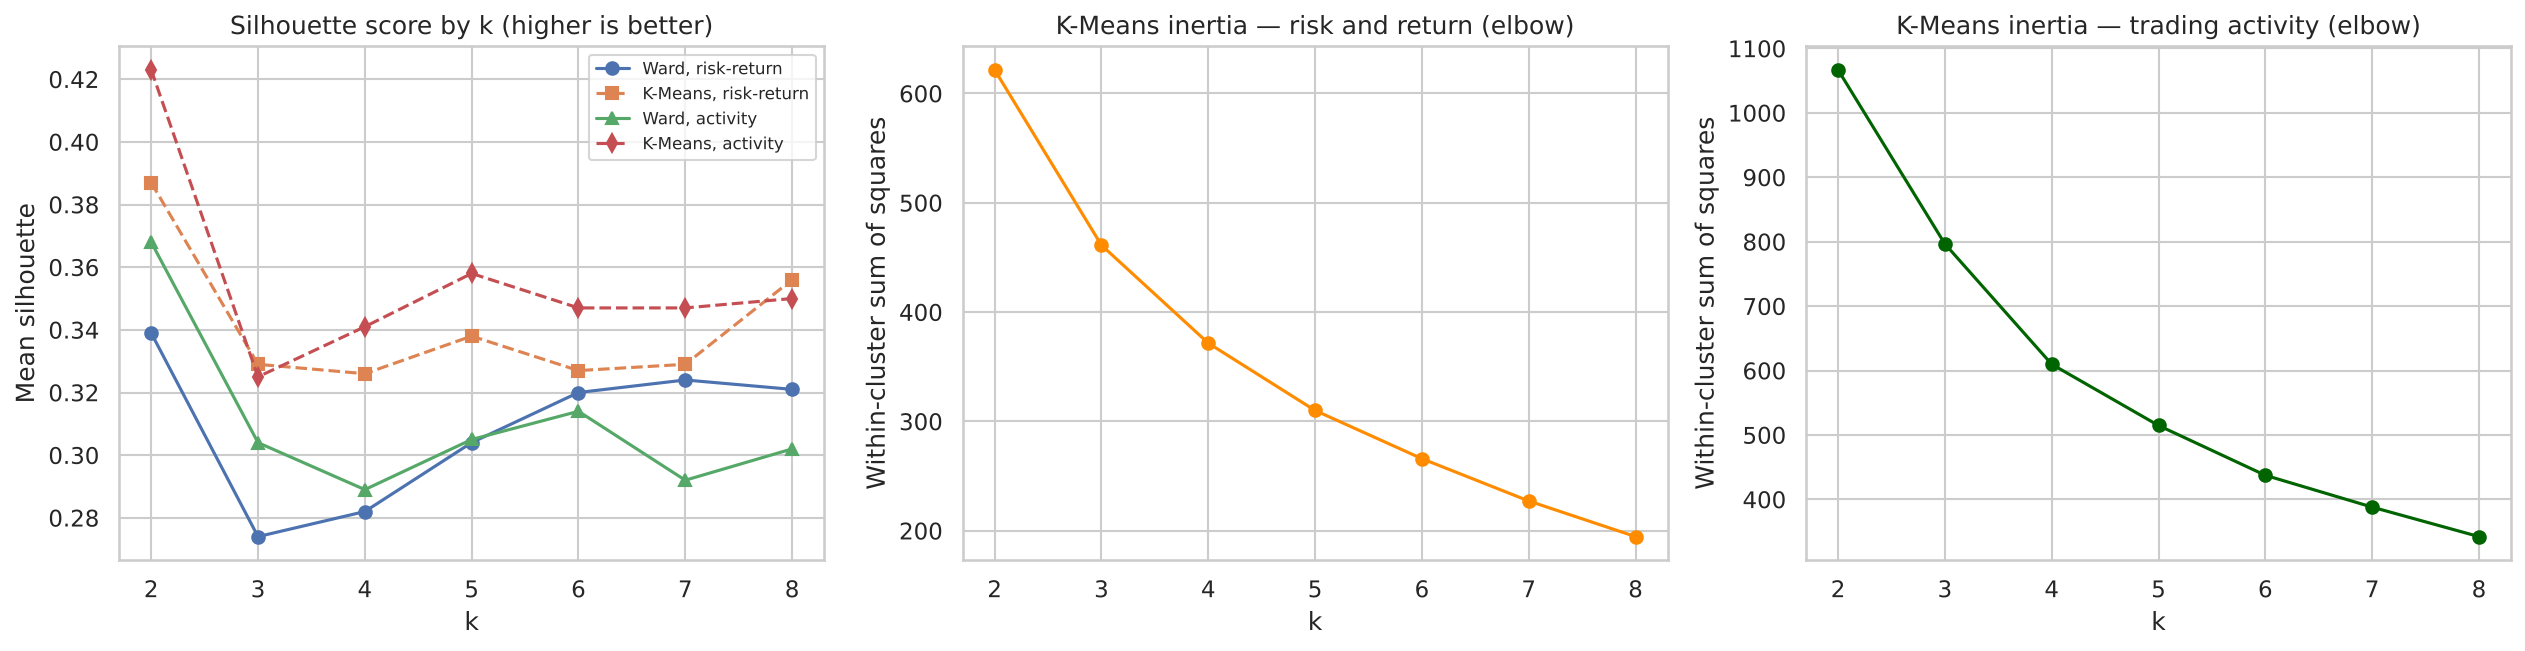 Silhouette score by k (higher is better)
Mean silhouette
0.42
0.40
0.38
0.36
0.34
0.32
0.30
0.28
Ward, risk-return
K-Means, risk-return
Ward, activity
K-Means, activity
2 3 4 5 6 7 8
k
K-Means inertia — risk and return (elbow)
Within-cluster sum of squares
600
500
400
300
200
2 3 4 5 6 7 8
k
K-Means inertia — trading activity (elbow)
Within-cluster sum of squares
1100
1000
900
800
700
600
500
400
2 3 4 5 6 7 8
k